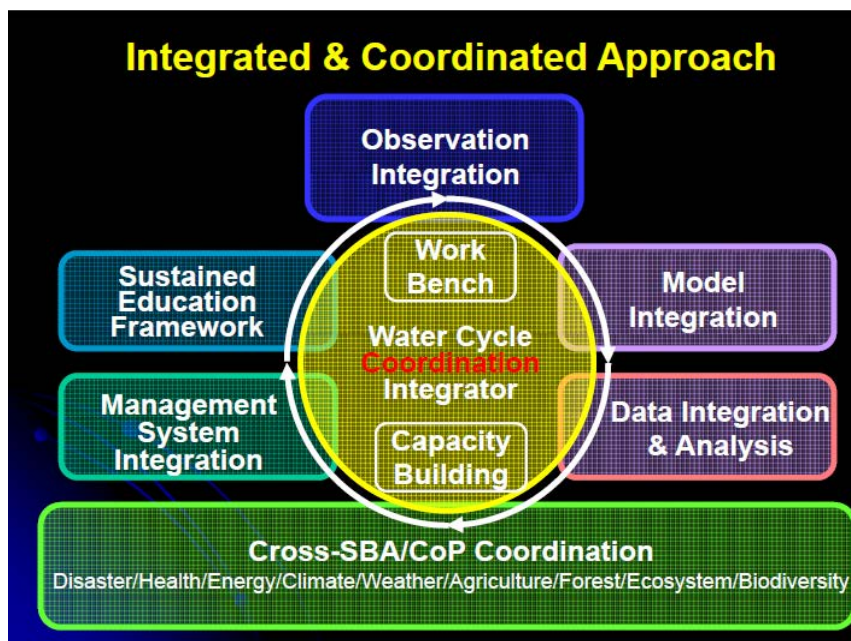 Integrated & Coordinated Approach
Observation
Integration
Work
Bench
Sustained
Education
Framework
Model
Integration
Water Cycle
Coordination
Integrator
Management
System
Integration
Data Integration
& Analysis
Capacity
Building
Cross-SBA/CoP Coordination
Disaster/Health/Energy/Climate/Weather/Agriculture/Forest/Ecosystem/Biodiversity